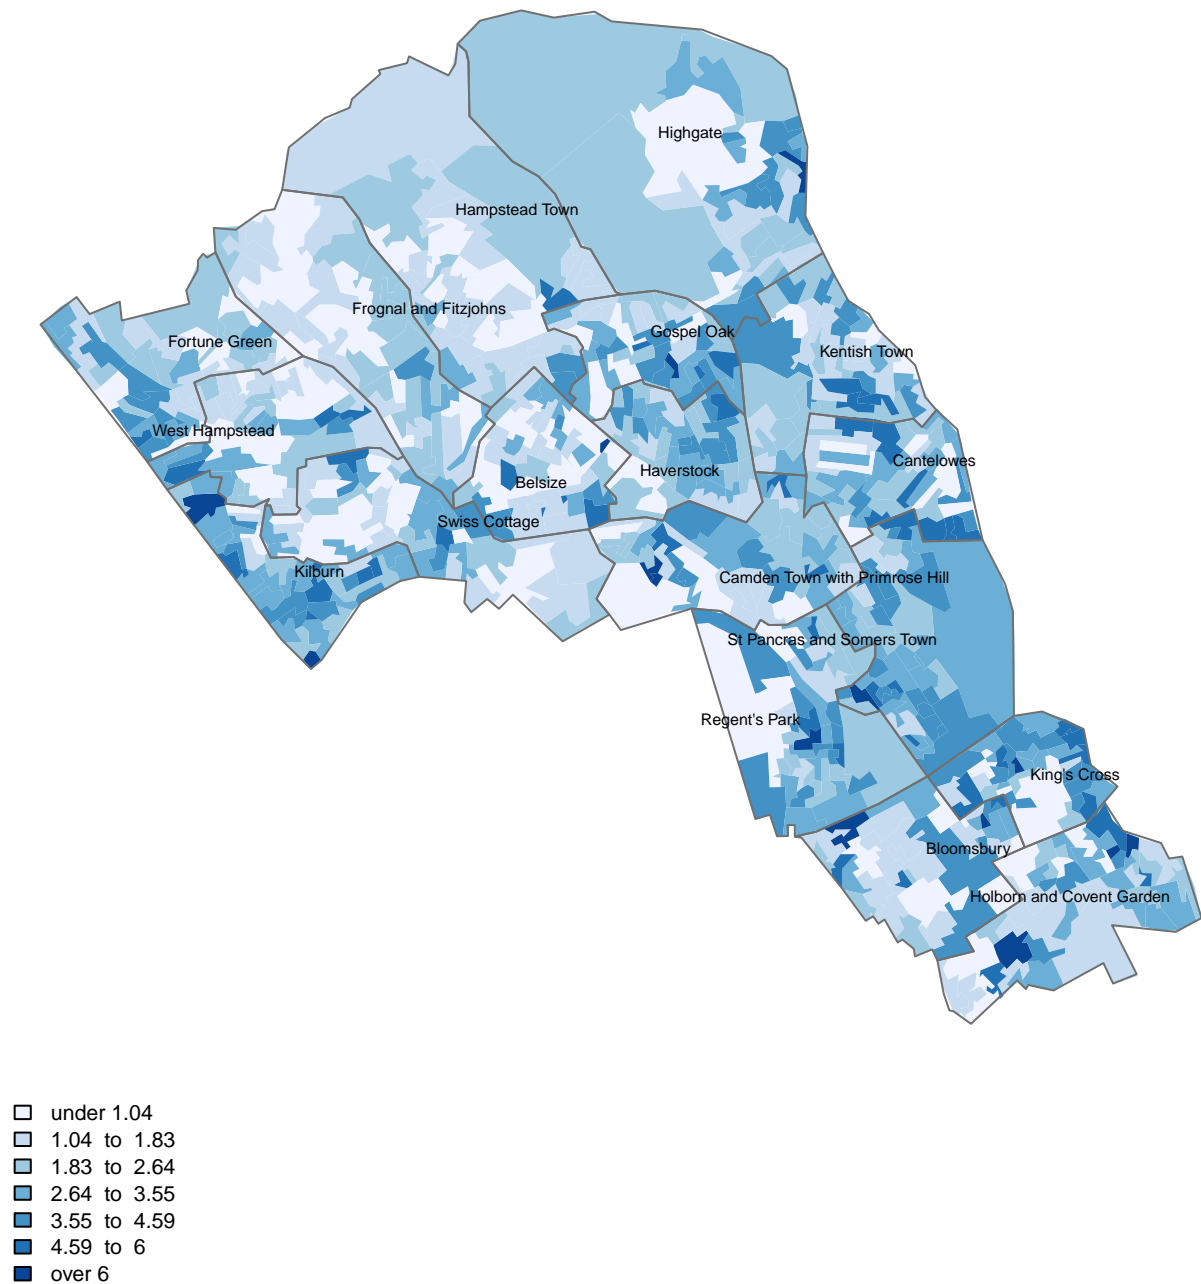 Highgate
Hampstead Town
Frognal and Fitzjohns
Gospel Oak
Fortune Green
Kentish Town
West Hampstead
Cantelowes
Haverstock
Belsize
Swiss Cottage
Kilburn
Camden Town with Primrose Hill
St Pancras and Somers Town
Regent's Park
King's Cross
Bloomsbury
Holborn and Covent Garden
under 1.04
1.04 to 1.83
1.83 to 2.64
2.64 to 3.55
3.55 to 4.59
4.59 to 6
over 6